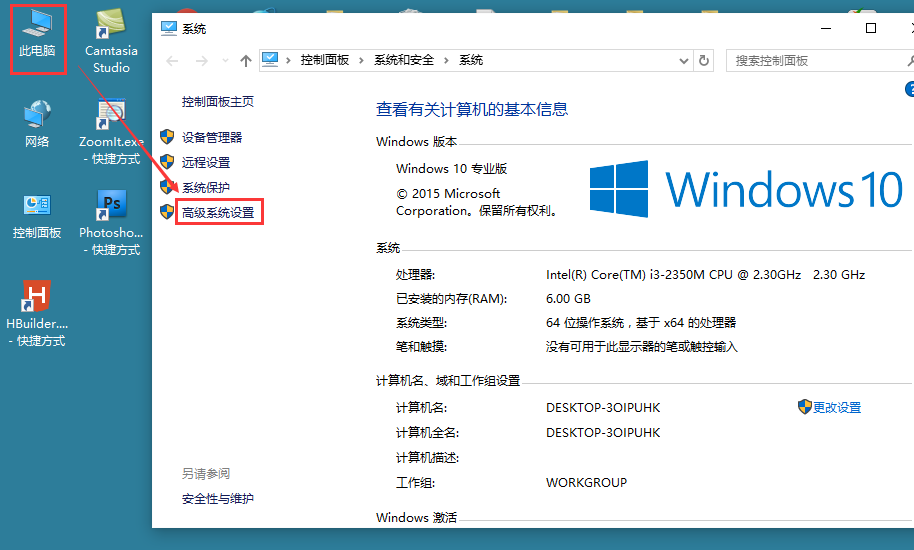 此电脑
Camtasia
Studio
网络
ZoomIt.exe
- 快捷方式
控制面板
Ps
Photosho...
- 快捷方式
H
HBuilder....
- 快捷方式
系统
控制面板 系统和安全 系统
搜索控制面板
控制面板主页
设备管理器
远程设置
系统保护
高级系统设置
另请参阅
安全性与维护
查看有关计算机的基本信息
Windows 版本
Windows 10 专业版
© 2015 Microsoft
Corporation。保留所有权利。
Windows 10
系统
处理器: Intel(R) Core(TM) i3-2350M CPU @ 2.30GHz 2.30 GHz
已安装的内存(RAM): 6.00 GB
系统类型: 64 位操作系统，基于 x64 的处理器
笔和触摸: 没有可用于此显示器的笔或触控输入
计算机名、域和工作组设置
计算机名: DESKTOP-3OIPUHK
更改设置
计算机全名: DESKTOP-3OIPUHK
计算机描述:
工作组: WORKGROUP
Windows 激活